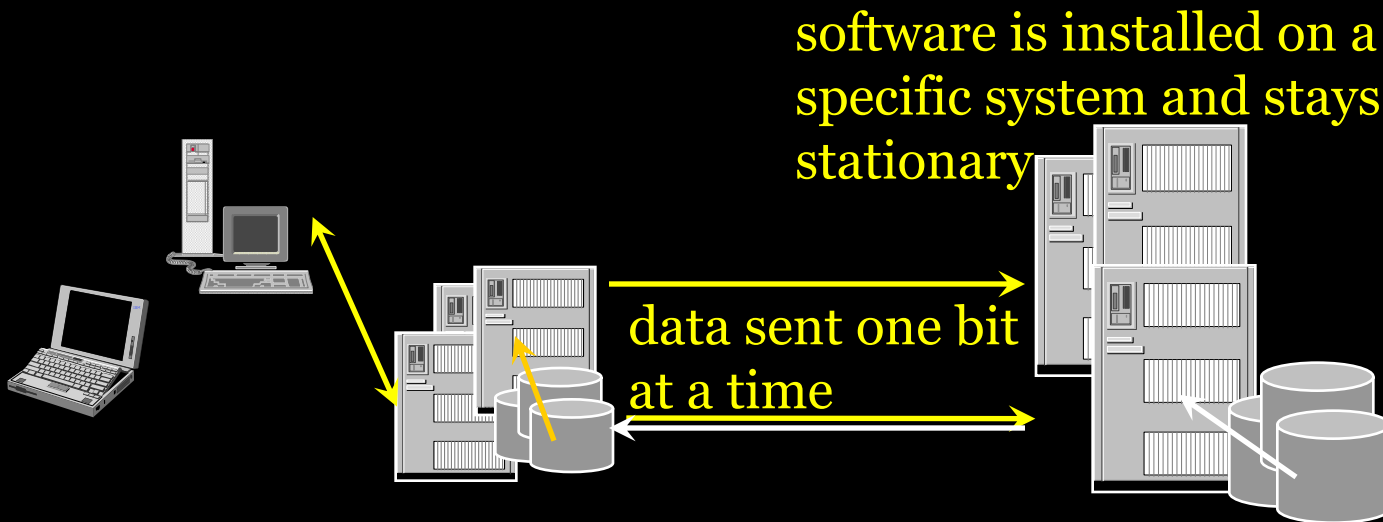 software is installed on a
specific system and stays
stationary
data sent one bit
at a time